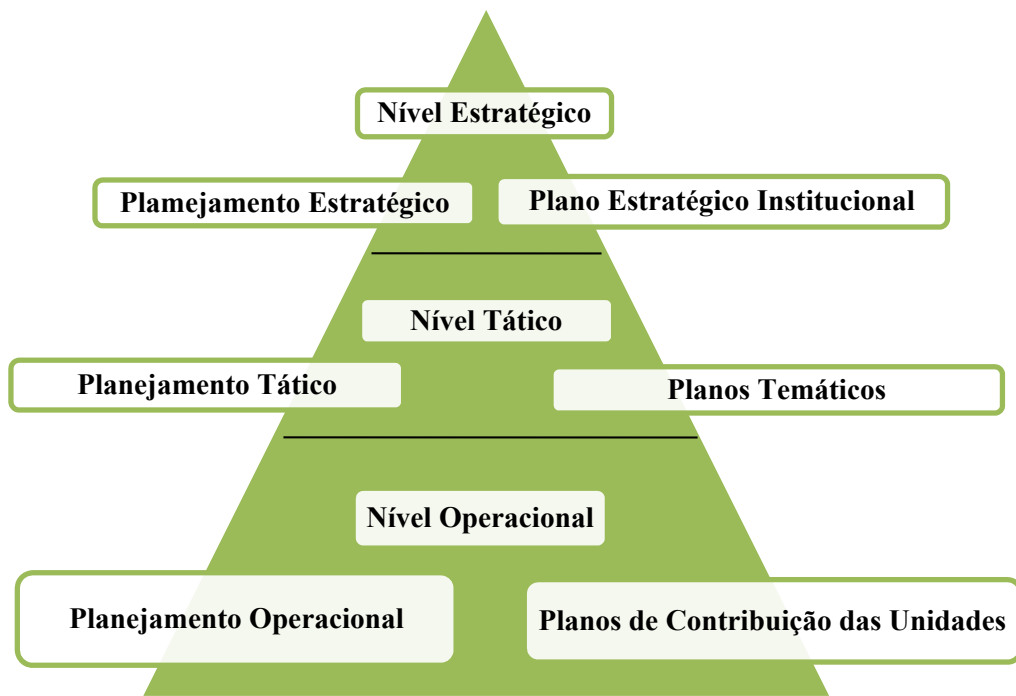 Nível Estratégico
Plamejamento Estratégico
Plano Estratégico Institucional
Nível Tático
Planejamento Tático
Planos Temáticos
Nível Operacional
Planejamento Operacional
Planos de Contribuição das Unidades